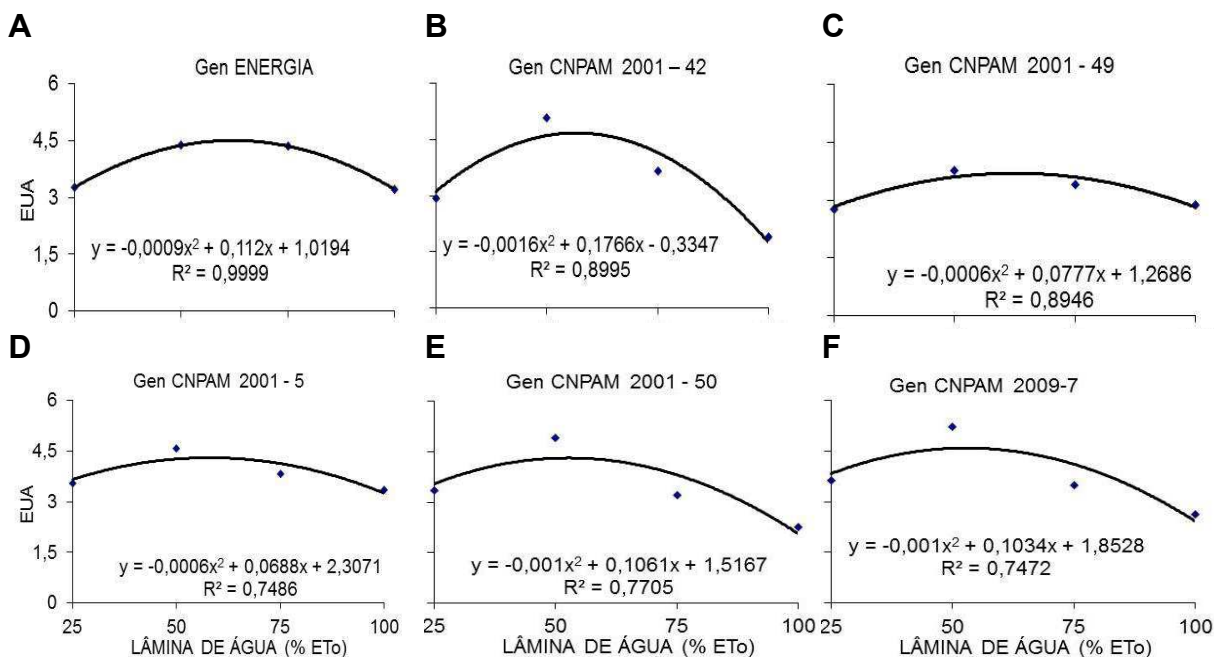 A
Gen ENERGIA
6
4,5
3
1,5
0
EUA
y = -0,0009x² + 0,112x + 1,0194
R² = 0,9999
B
Gen CNPAM 2001 – 42
y = -0,0016x² + 0,1766x - 0,3347
R² = 0,8995
C
Gen CNPAM 2001 - 49
y = -0,0006x² + 0,0777x + 1,2686
R² = 0,8946
D
Gen CNPAM 2001 - 5
6
4,5
3
1,5
0
EUA
y = -0,0006x² + 0,0688x + 2,3071
R² = 0,7486
25 50 75 100
LÂMINA DE ÁGUA (% ETo)
E
Gen CNPAM 2001 - 50
y = -0,001x² + 0,1061x + 1,5167
R² = 0,7705
25 50 75 100
LÂMINA DE ÁGUA (% ETo)
F
Gen CNPAM 2009-7
y = -0,001x² + 0,1034x + 1,8528
R² = 0,7472
25 50 75 100
LÂMINA DE ÁGUA (% ETo)